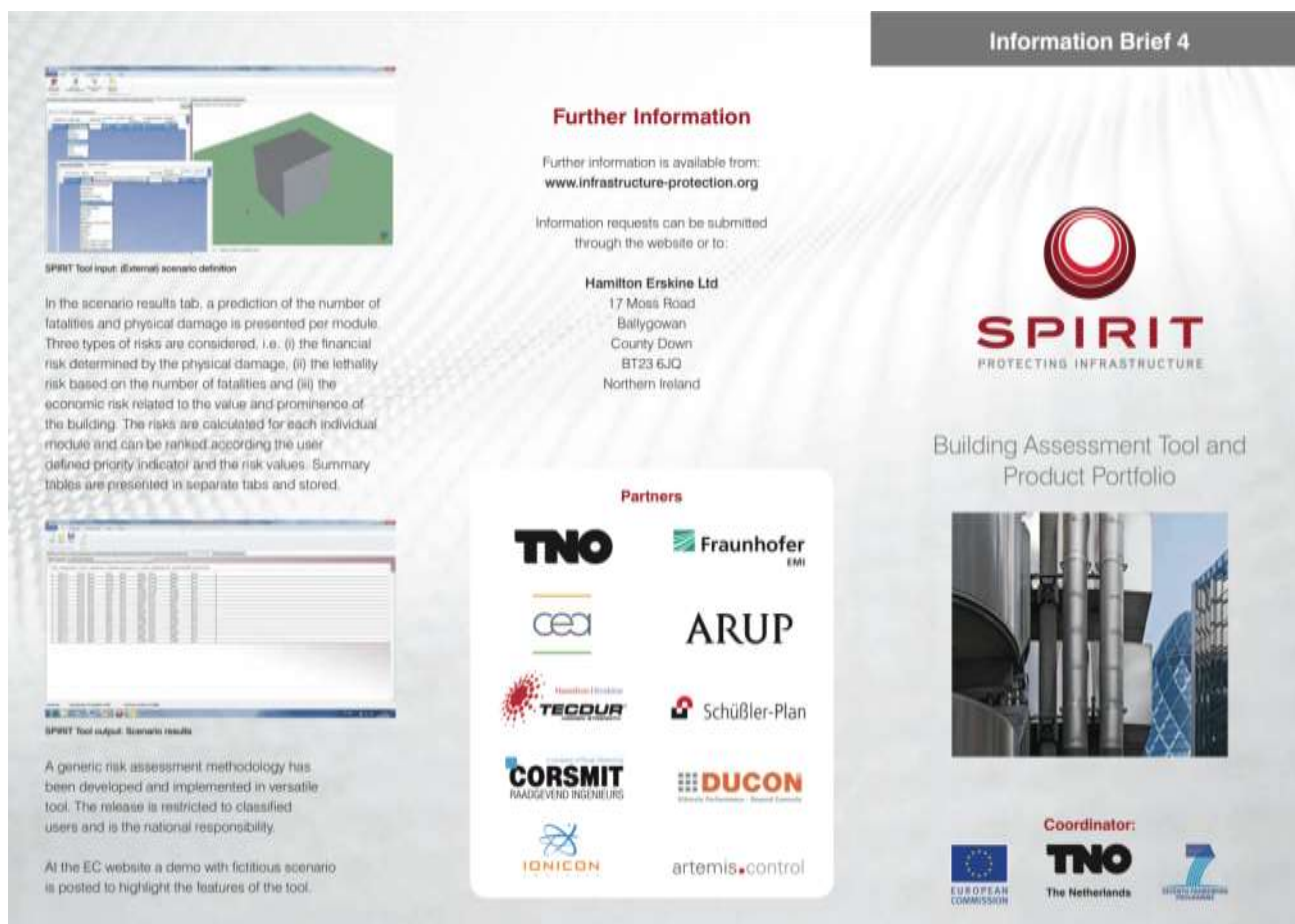 SPIRIT Tool input: (External) scenario definition
In the scenario results tab, a prediction of the number of
fatalities and physical damage is presented per module.
Three types of risks are considered, i.e. (i) the financial
risk determined by the physical damage, (ii) the lethality
risk based on the number of fatalities and (iii) the
economic risk related to the value and prominence of
the building. The risks are calculated for each individual
module and can be ranked according the user
defined priority indicator and the risk values. Summary
tables are presented in separate tabs and stored.
SPIRIT Tool output: Scenario results
A generic risk assessment methodology has
been developed and implemented in versatile
tool. The release is restricted to classified
users and is the national responsibility.
At the EC website a demo with fictitious scenario
is posted to highlight the features of the tool.
Further Information
Further information is available from:
www.infrastructure-protection.org
Information requests can be submitted
through the website or to:
Hamilton Erskine Ltd
17 Moss Road
Ballygowan
County Down
BT23 6JQ
Northern Ireland
Partners
TNO
Fraunhofer
EMI
cea
ARUP
Hamilton Erskine
TECDUR
Schüßler-Plan
CORSMIT
RAADGEVEND INGENIEURS
DUCON
IONICON
artemis.control
Information Brief 4
SPIRIT
PROTECTING INFRASTRUCTURE
Building Assessment Tool and
Product Portfolio
Coordinator:
TNO
The Netherlands
EUROPEAN
COMMISSION
SEVENTH FRAMEWORK
PROGRAMME